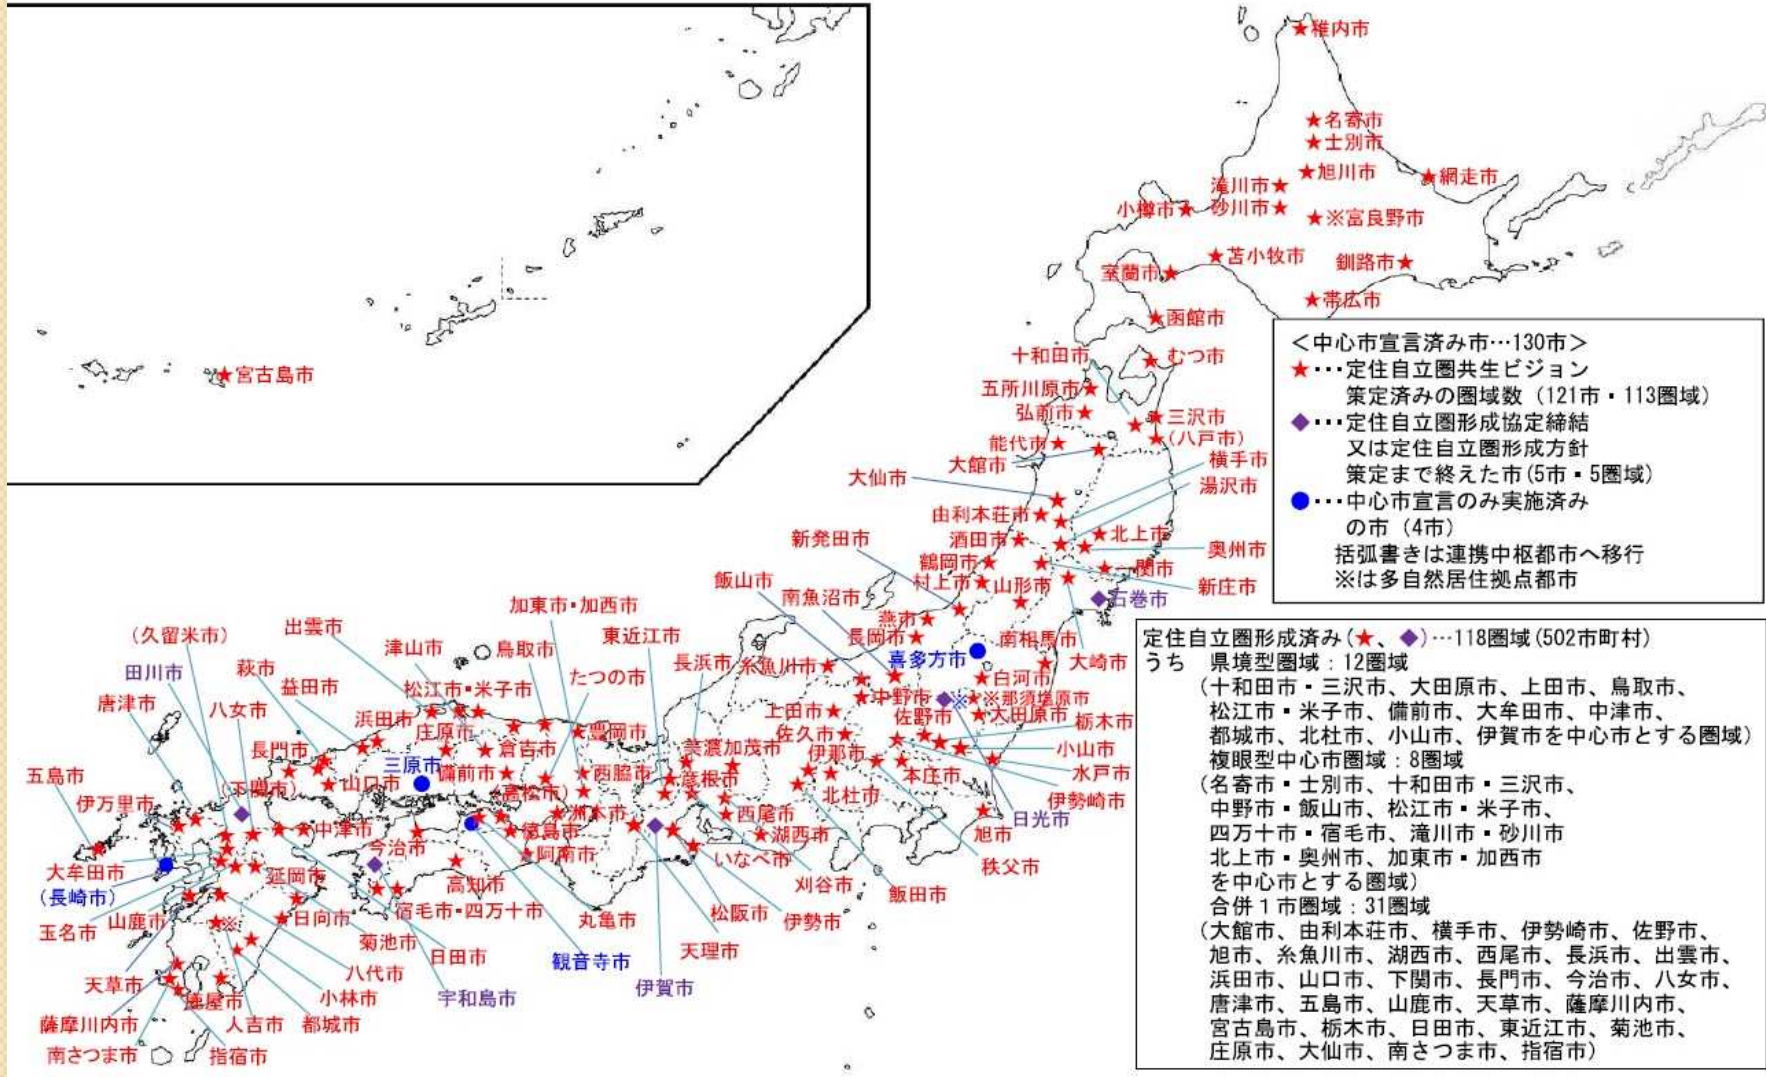 稚内市
名寄市
士別市
旭川市
網走市
滝川市
小樽市
砂川市
※富良野市
苫小牧市
釧路市
室蘭市
帯広市
函館市
十和田市
むつ市
五所川原市
弘前市
三沢市
(八戸市)
能代市
大館市
横手市
大仙市
湯沢市
由利本荘市
北上市
酒田市
新発田市
奥州市
鶴岡市
一関市
村上市
山形市
新庄市
飯山市
南魚沼市
石巻市
燕市
長岡市
南相馬市
喜多方市
大崎市
糸魚川市
白河市
中野市
※
※那須塩原市
上田市
佐野市
大田原市
栃木市
佐久市
小山市
伊那市
本庄市
水戸市
北杜市
伊勢崎市
日光市
旭市
秩父市
飯田市
宮古島市
加東市・加西市
出雲市
(久留米市)
津山市
鳥取市
東近江市
長浜市
萩市
田川市
益田市
松江市・米子市
たつの市
唐津市
八女市
浜田市
庄原市
倉吉市
豊岡市
美濃加茂市
長門市
三原市
備前市
西脇市
彦根市
五島市
(下関市)
山口市
(高松市)
洲本市
西尾市
伊万里市
中津市
徳島市
湖西市
今治市
阿南市
いなべ市
大牟田市
延岡市
高知市
刈谷市
(長崎市)
宿毛市・四万十市
丸亀市
松阪市
伊勢市
玉名市
山鹿市
※
日向市
菊池市
日田市
観音寺市
天理市
天草市
八代市
宇和島市
伊賀市
鹿屋市
小林市
薩摩川内市
人吉市
都城市
南さつま市
指宿市
<中心市宣言済み市…130市>
★・・・定住自立圏共生ビジョン
策定済みの圏域数(121市・113圏域)
◆・・・定住自立圏形成協定締結
又は定住自立圏形成方針
策定まで終えた市(5市・5圏域)
●・・・中心市宣言のみ実施済み
の市(4市)
括弧書きは連携中枢都市へ移行
※は多自然居住拠点都市
定住自立圏形成済み(★、◆)…118圏域(502市町村)
うち 県境型圏域：12圏域
(十和田市・三沢市、大田原市、上田市、鳥取市、
松江市・米子市、備前市、大牟田市、中津市、
都城市、北杜市、小山市、伊賀市を中心市とする圏域)
複眼型中心市圏域：8圏域
(名寄市・士別市、十和田市・三沢市、
中野市・飯山市、松江市・米子市、
四万十市・宿毛市、滝川市・砂川市
北上市・奥州市、加東市・加西市
を中心市とする圏域)
合併１市圏域：31圏域
(大館市、由利本荘市、横手市、伊勢崎市、佐野市、
旭市、糸魚川市、湖西市、西尾市、長浜市、出雲市、
浜田市、山口市、下関市、長門市、今治市、八女市、
唐津市、五島市、山鹿市、天草市、薩摩川内市、
宮古島市、栃木市、日田市、東近江市、菊池市、
庄原市、大仙市、南さつま市、指宿市)